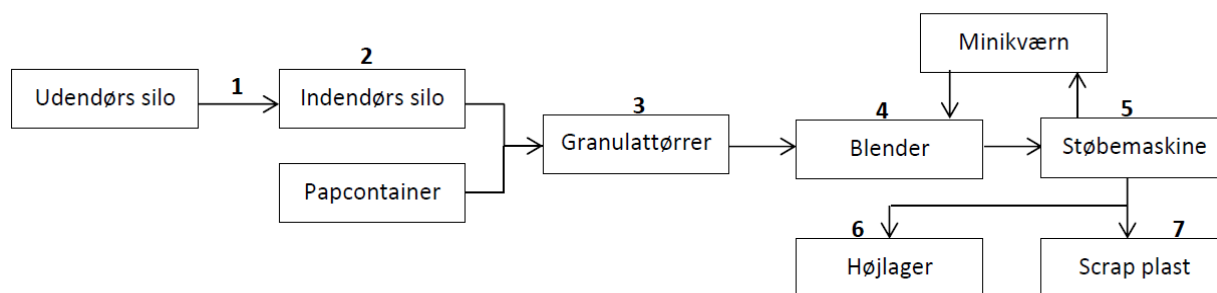 Minikværn
2
1
Udendørs silo
Indendørs silo
3
4
5
Granulattørrer
Blender
Støbemaskine
Papcontainer
6
7
Højlager
Scrap plast